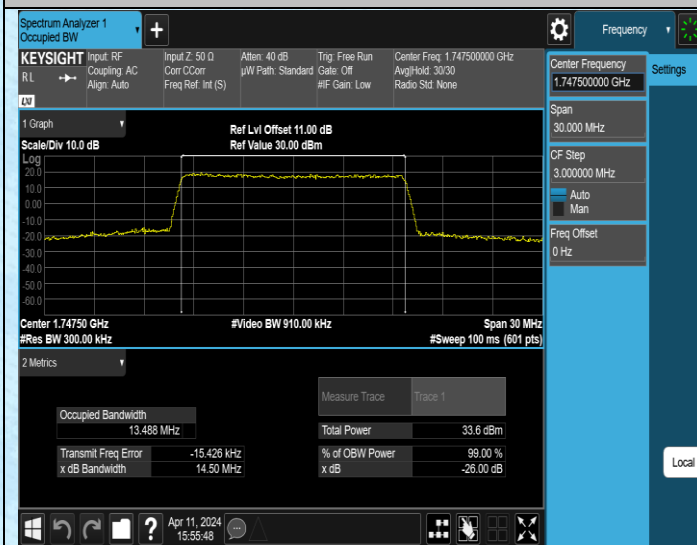 Spectrum Analyzer 1
Occupied BW
Frequency
KEYSIGHT
R L
LXI
Input: RF
Coupling: AC
Align: Auto
Input Z: 50 Ω
Corr CCorr
Freq Ref: Int (S)
Atten: 40 dB
µW Path: Standard
Trig: Free Run
Gate: Off
#IF Gain: Low
Center Freq: 1.747500000 GHz
Avg|Hold: 30/30
Radio Std: None
Center Frequency
1.747500000 GHz
Settings
Span
30.000 MHz
CF Step
3.000000 MHz
Auto
Man
Freq Offset
0 Hz
1 Graph
Scale/Div 10.0 dB
Ref Lvl Offset 11.00 dB
Ref Value 30.00 dBm
Log
20.0
10.0
0.00
-10.0
-20.0
-30.0
-40.0
-50.0
-60.0
Center 1.74750 GHz
#Video BW 910.00 kHz
Span 30 MHz
#Res BW 300.00 kHz
#Sweep 100 ms (601 pts)
2 Metrics
Measure Trace
Trace 1
Occupied Bandwidth
13.488 MHz
Total Power
33.6 dBm
Transmit Freq Error
-15.426 kHz
% of OBW Power
99.00 %
x dB Bandwidth
14.50 MHz
x dB
-26.00 dB
Local
?
Apr 11, 2024
15:55:48